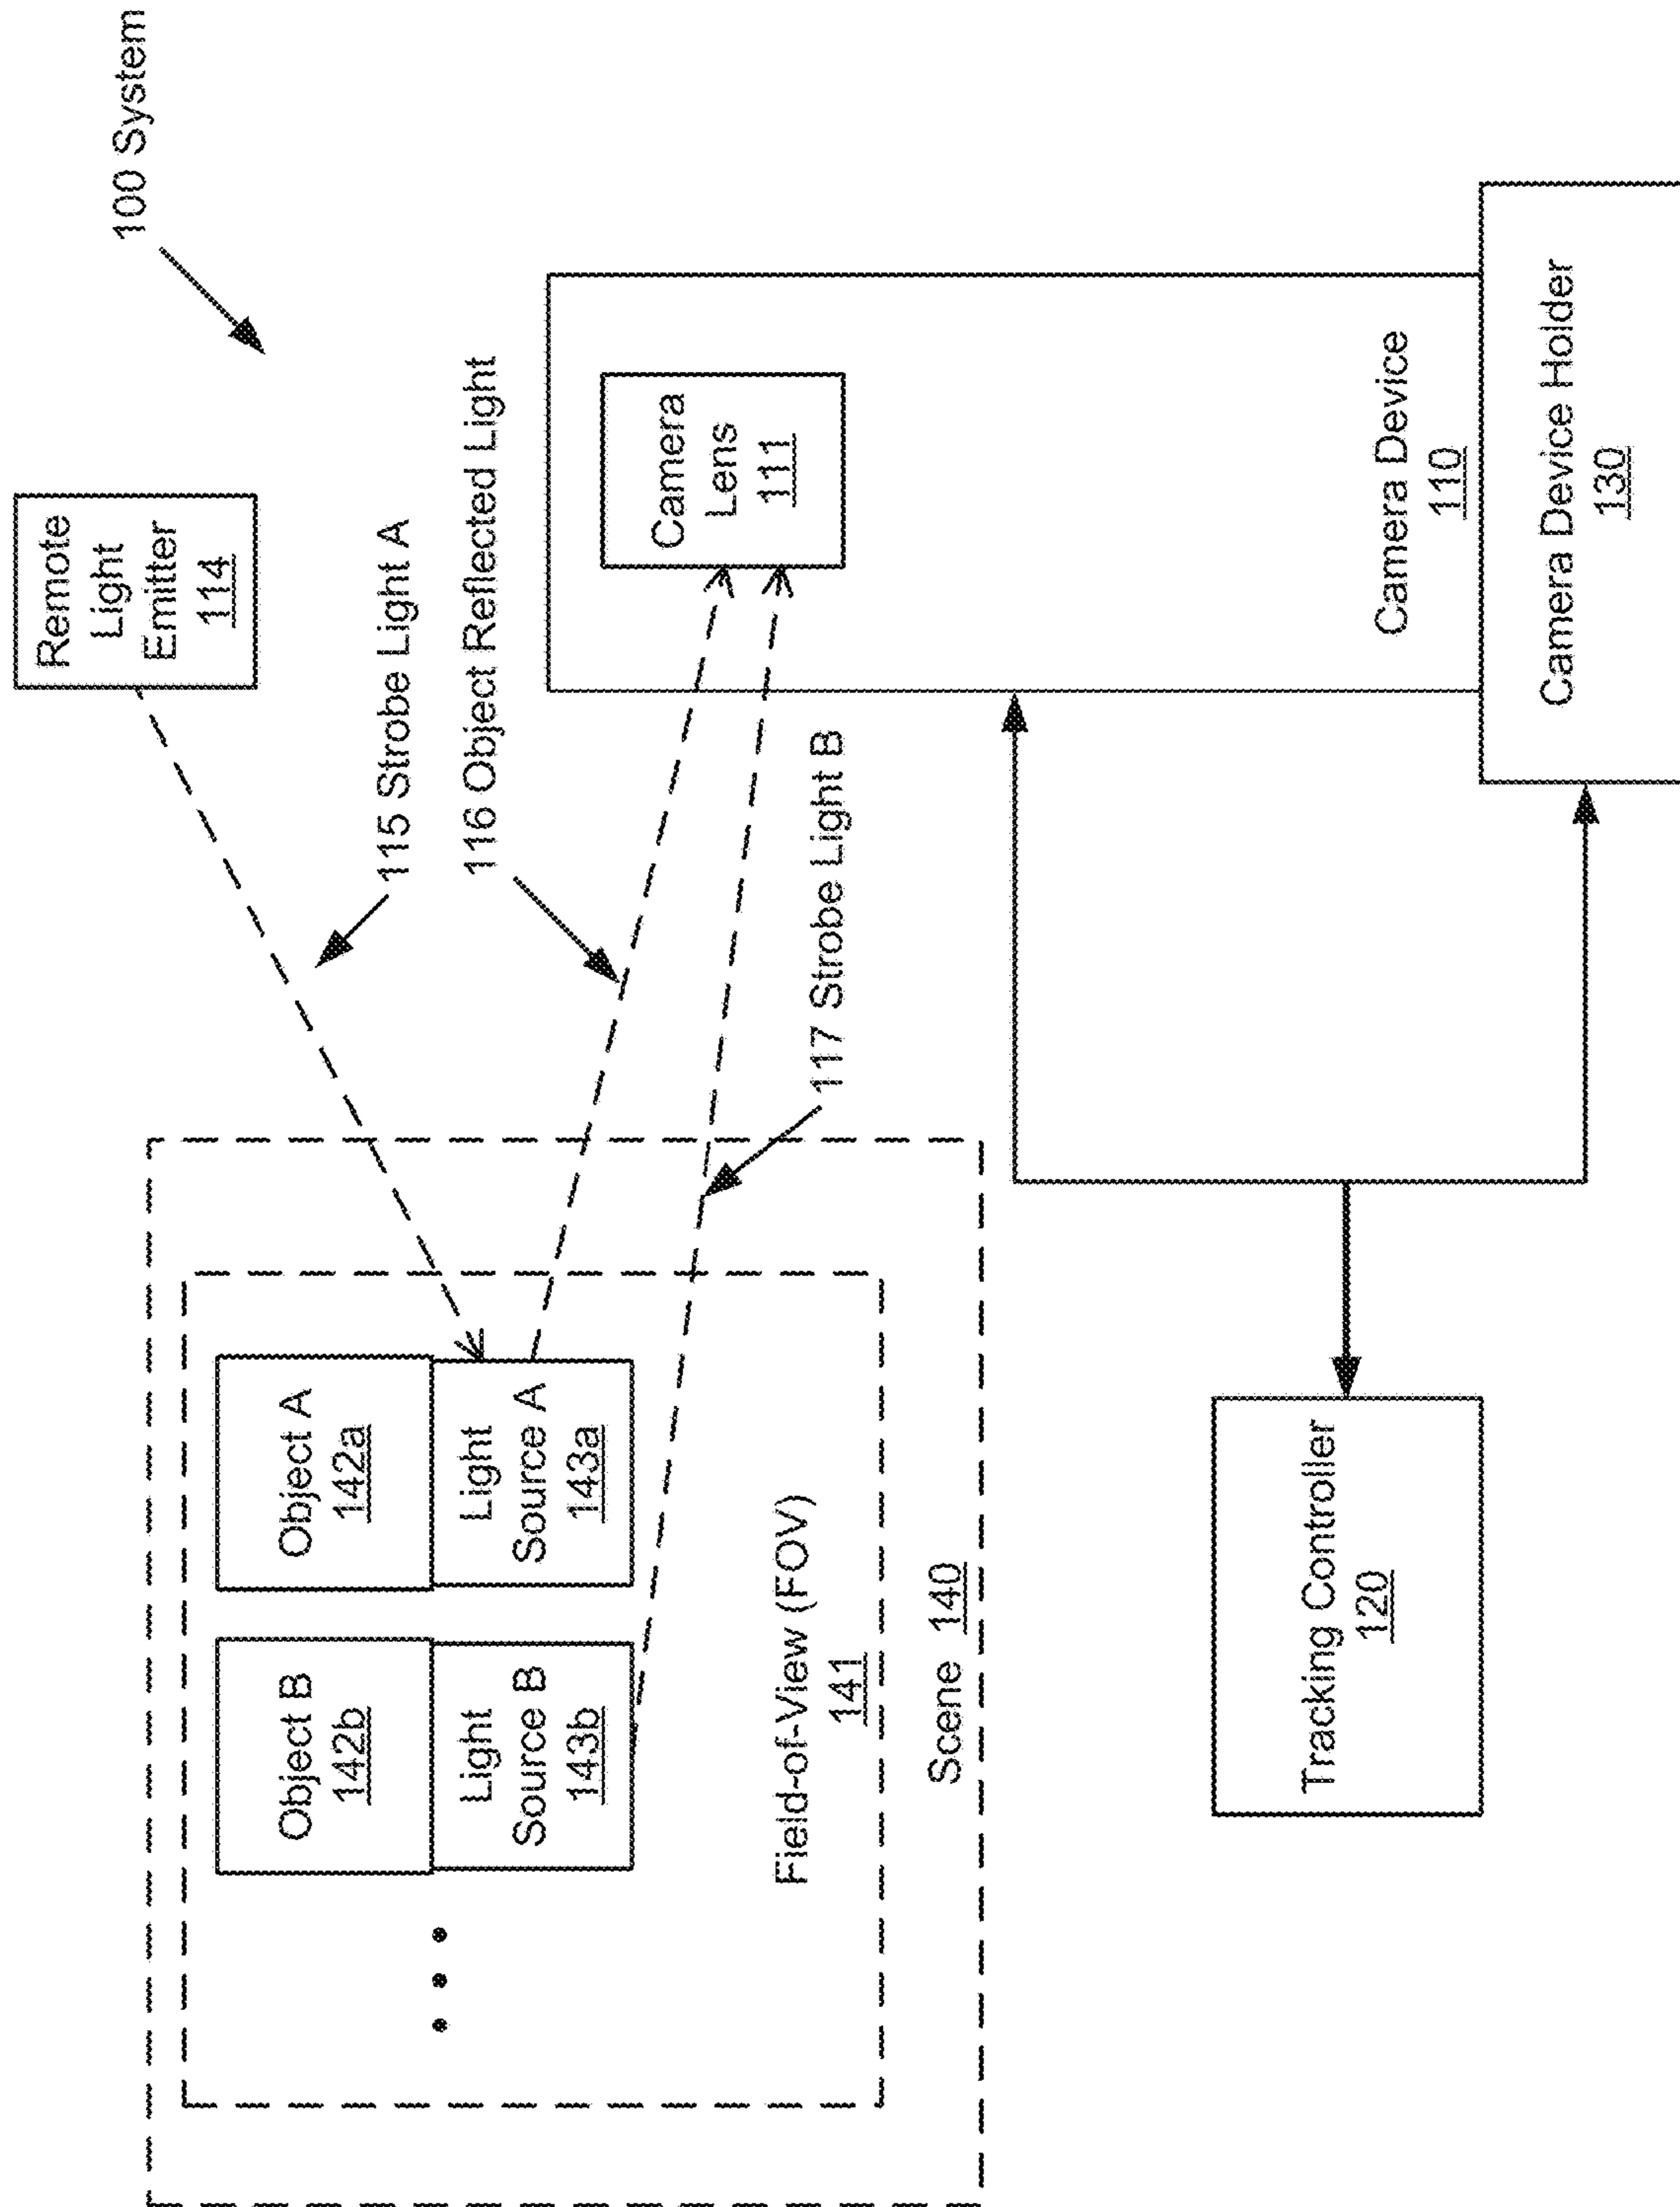 100 System
Remote
Light
Emitter
114
115 Strobe Light A
116 Object Reflected Light
117 Strobe Light B
Object B
142b
Object A
142a
Light
Source B
143b
Light
Source A
143a
Field-of-View (FOV)
141
Scene 140
Camera
Lens
111
Camera Device
110
Camera Device Holder
130
Tracking Controller
120